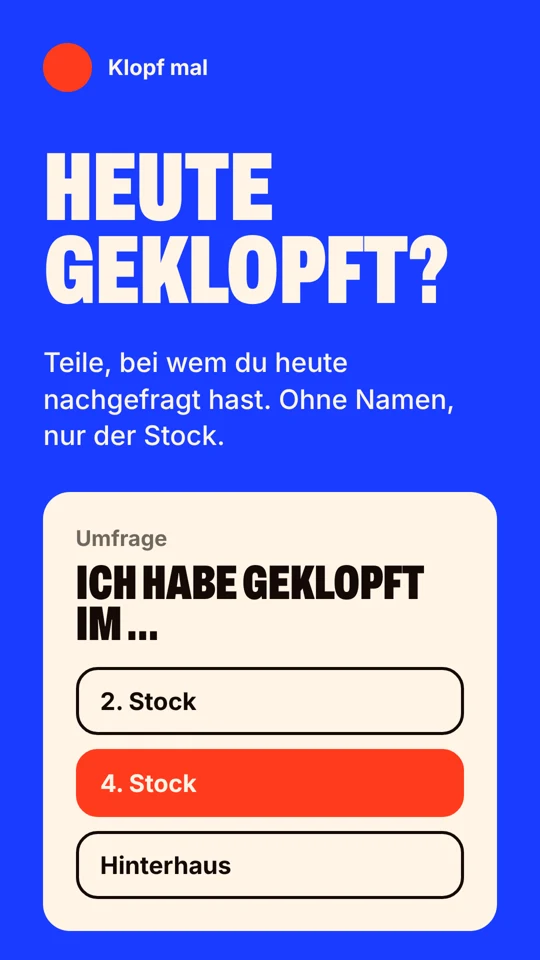 Klopf mal
HEUTE
GEKLOPFT?
Teile, bei wem du heute
nachgefragt hast. Ohne Namen,
nur der Stock.
Umfrage
ICH HABE GEKLOPFT
IM ...
2. Stock
4. Stock
Hinterhaus